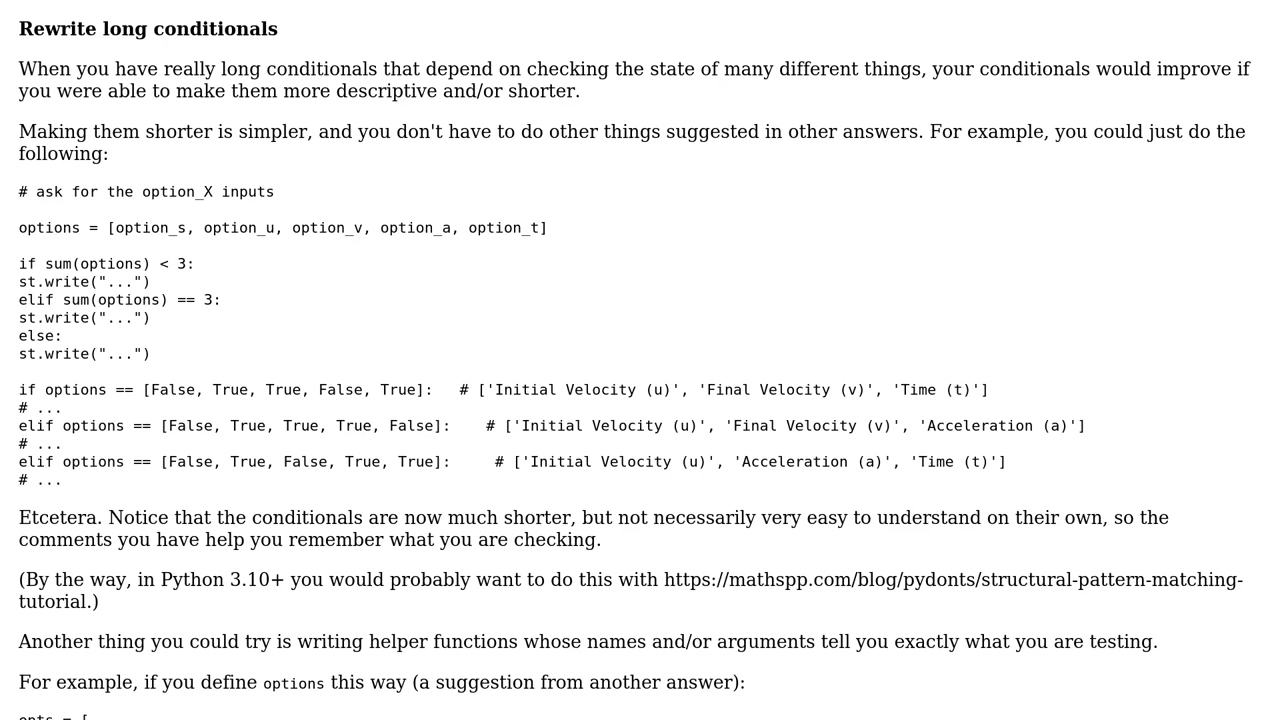 Rewrite long conditionals
When you have really long conditionals that depend on checking the state of many different things, your conditionals would improve if
you were able to make them more descriptive and/or shorter.
Making them shorter is simpler, and you don't have to do other things suggested in other answers. For example, you could just do the
following:
# ask for the option_X inputs
options = [option_s, option_u, option_v, option_a, option_t]
if sum(options) < 3:
st.write("...")
elif sum(options) == 3:
st.write("...")
else:
st.write("...")
if options == [False, True, True, False, True]:   # ['Initial Velocity (u)', 'Final Velocity (v)', 'Time (t)']
# ...
elif options == [False, True, True, True, False]:    # ['Initial Velocity (u)', 'Final Velocity (v)', 'Acceleration (a)']
# ...
elif options == [False, True, False, True, True]:     # ['Initial Velocity (u)', 'Acceleration (a)', 'Time (t)']
# ...
Etcetera. Notice that the conditionals are now much shorter, but not necessarily very easy to understand on their own, so the
comments you have help you remember what you are checking.
(By the way, in Python 3.10+ you would probably want to do this with https://mathspp.com/blog/pydonts/structural-pattern-matching-
tutorial.)
Another thing you could try is writing helper functions whose names and/or arguments tell you exactly what you are testing.
For example, if you define options this way (a suggestion from another answer):
opts = [